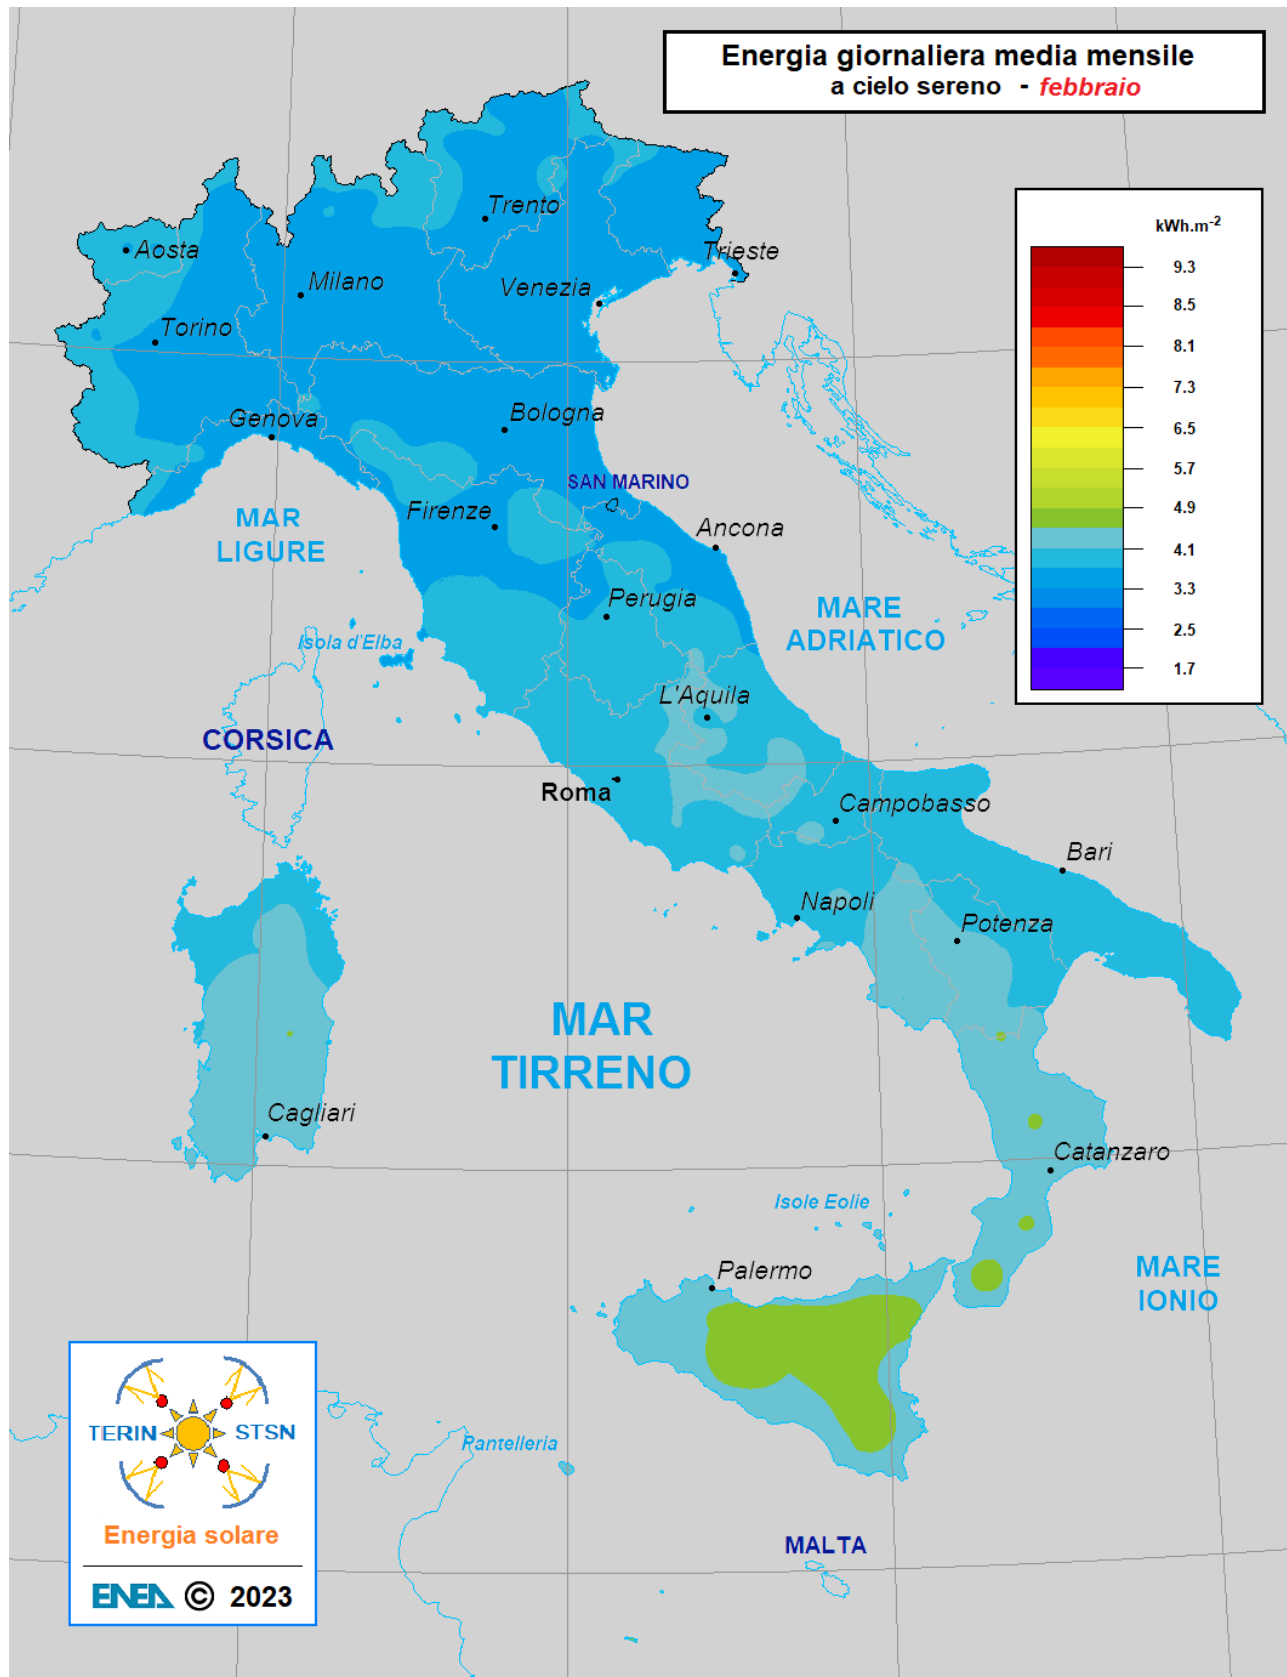 Energia giornaliera media mensile
a cielo sereno - febbraio
kWh.m-2
9.3
8.5
8.1
7.3
6.5
5.7
4.9
4.1
3.3
2.5
1.7
Trento
Aosta
Trieste
Milano
Venezia
Torino
Genova
Bologna
SAN MARINO
Firenze
Ancona
MAR
LIGURE
Perugia
MARE
ADRIATICO
Isola d'Elba
L'Aquila
CORSICA
Roma
Campobasso
Bari
Napoli
Potenza
MAR
TIRRENO
Cagliari
Catanzaro
Isole Eolie
Palermo
MARE
IONIO
TERIN STSN
Pantelleria
Energia solare
MALTA
ENEA © 2023